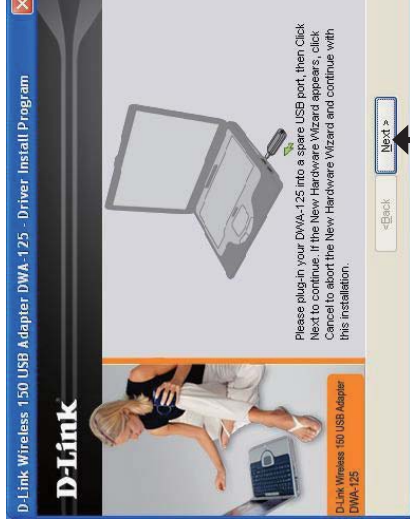 D-Link Wireless 150 USB Adapter DWA-125 - Driver Install Program
D-Link
Please plug-in your DWA-125 into a spare USB port, then Click
Next to continue. If the New Hardware Wizard appears, click
Cancel to abort the New Hardware Wizard and continue with
this installation.
D-Link Wireless 150 USB Adapter
DWA-125
<Back
Next >